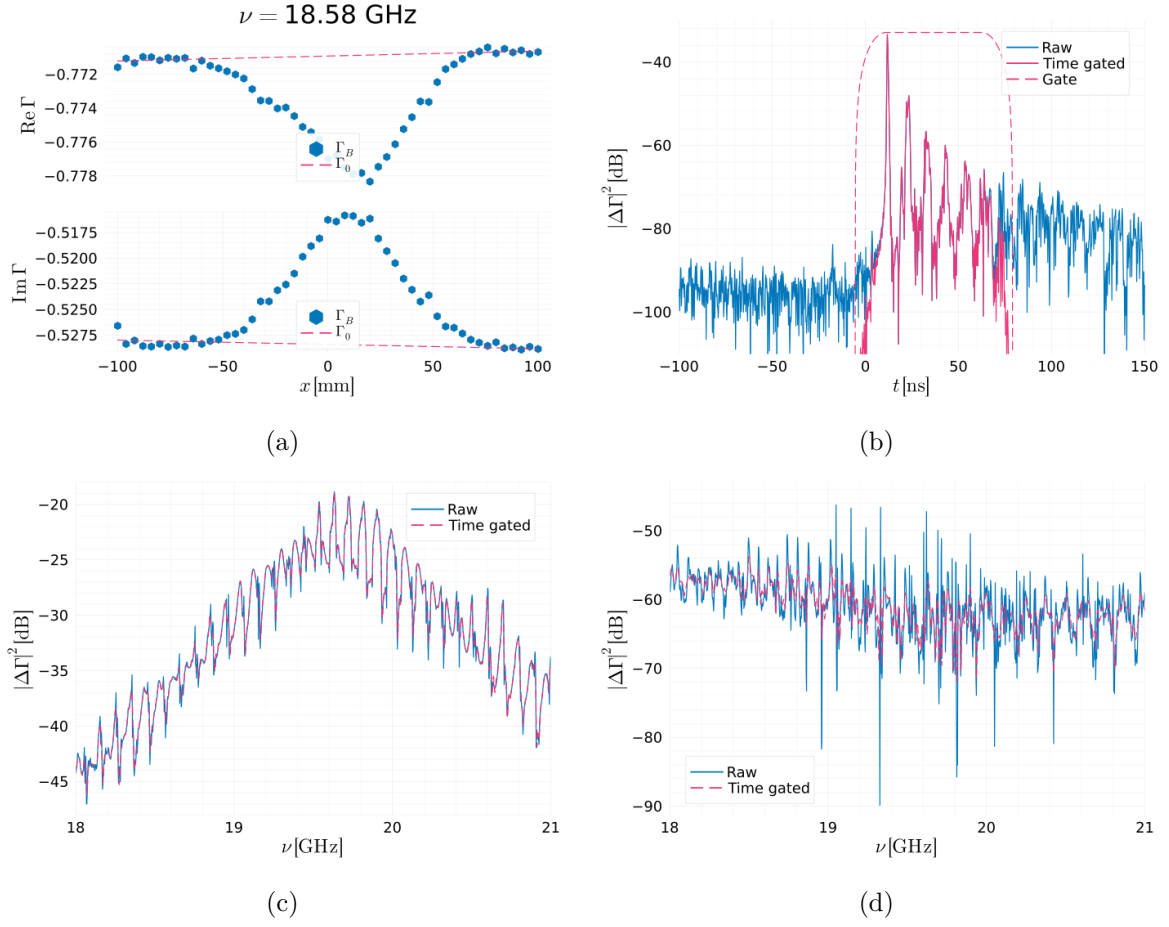 ν = 18.58 GHz
Re Γ
−0.772
−0.774
−0.776
−0.778
Γ_B
Γ_0
Im Γ
−0.5175
−0.5200
−0.5225
−0.5250
−0.5275
Γ_B
Γ_0
−100 −50 0 50 100
x [mm]
(a)
|ΔΓ|² [dB]
−40
−60
−80
−100
Raw
Time gated
Gate
−100 −50 0 50 100 150
t [ns]
(b)
|ΔΓ|² [dB]
−20
−25
−30
−35
−40
−45
Raw
Time gated
18 19 20 21
ν [GHz]
(c)
|ΔΓ|² [dB]
−50
−60
−70
−80
−90
Raw
Time gated
18 19 20 21
ν [GHz]
(d)